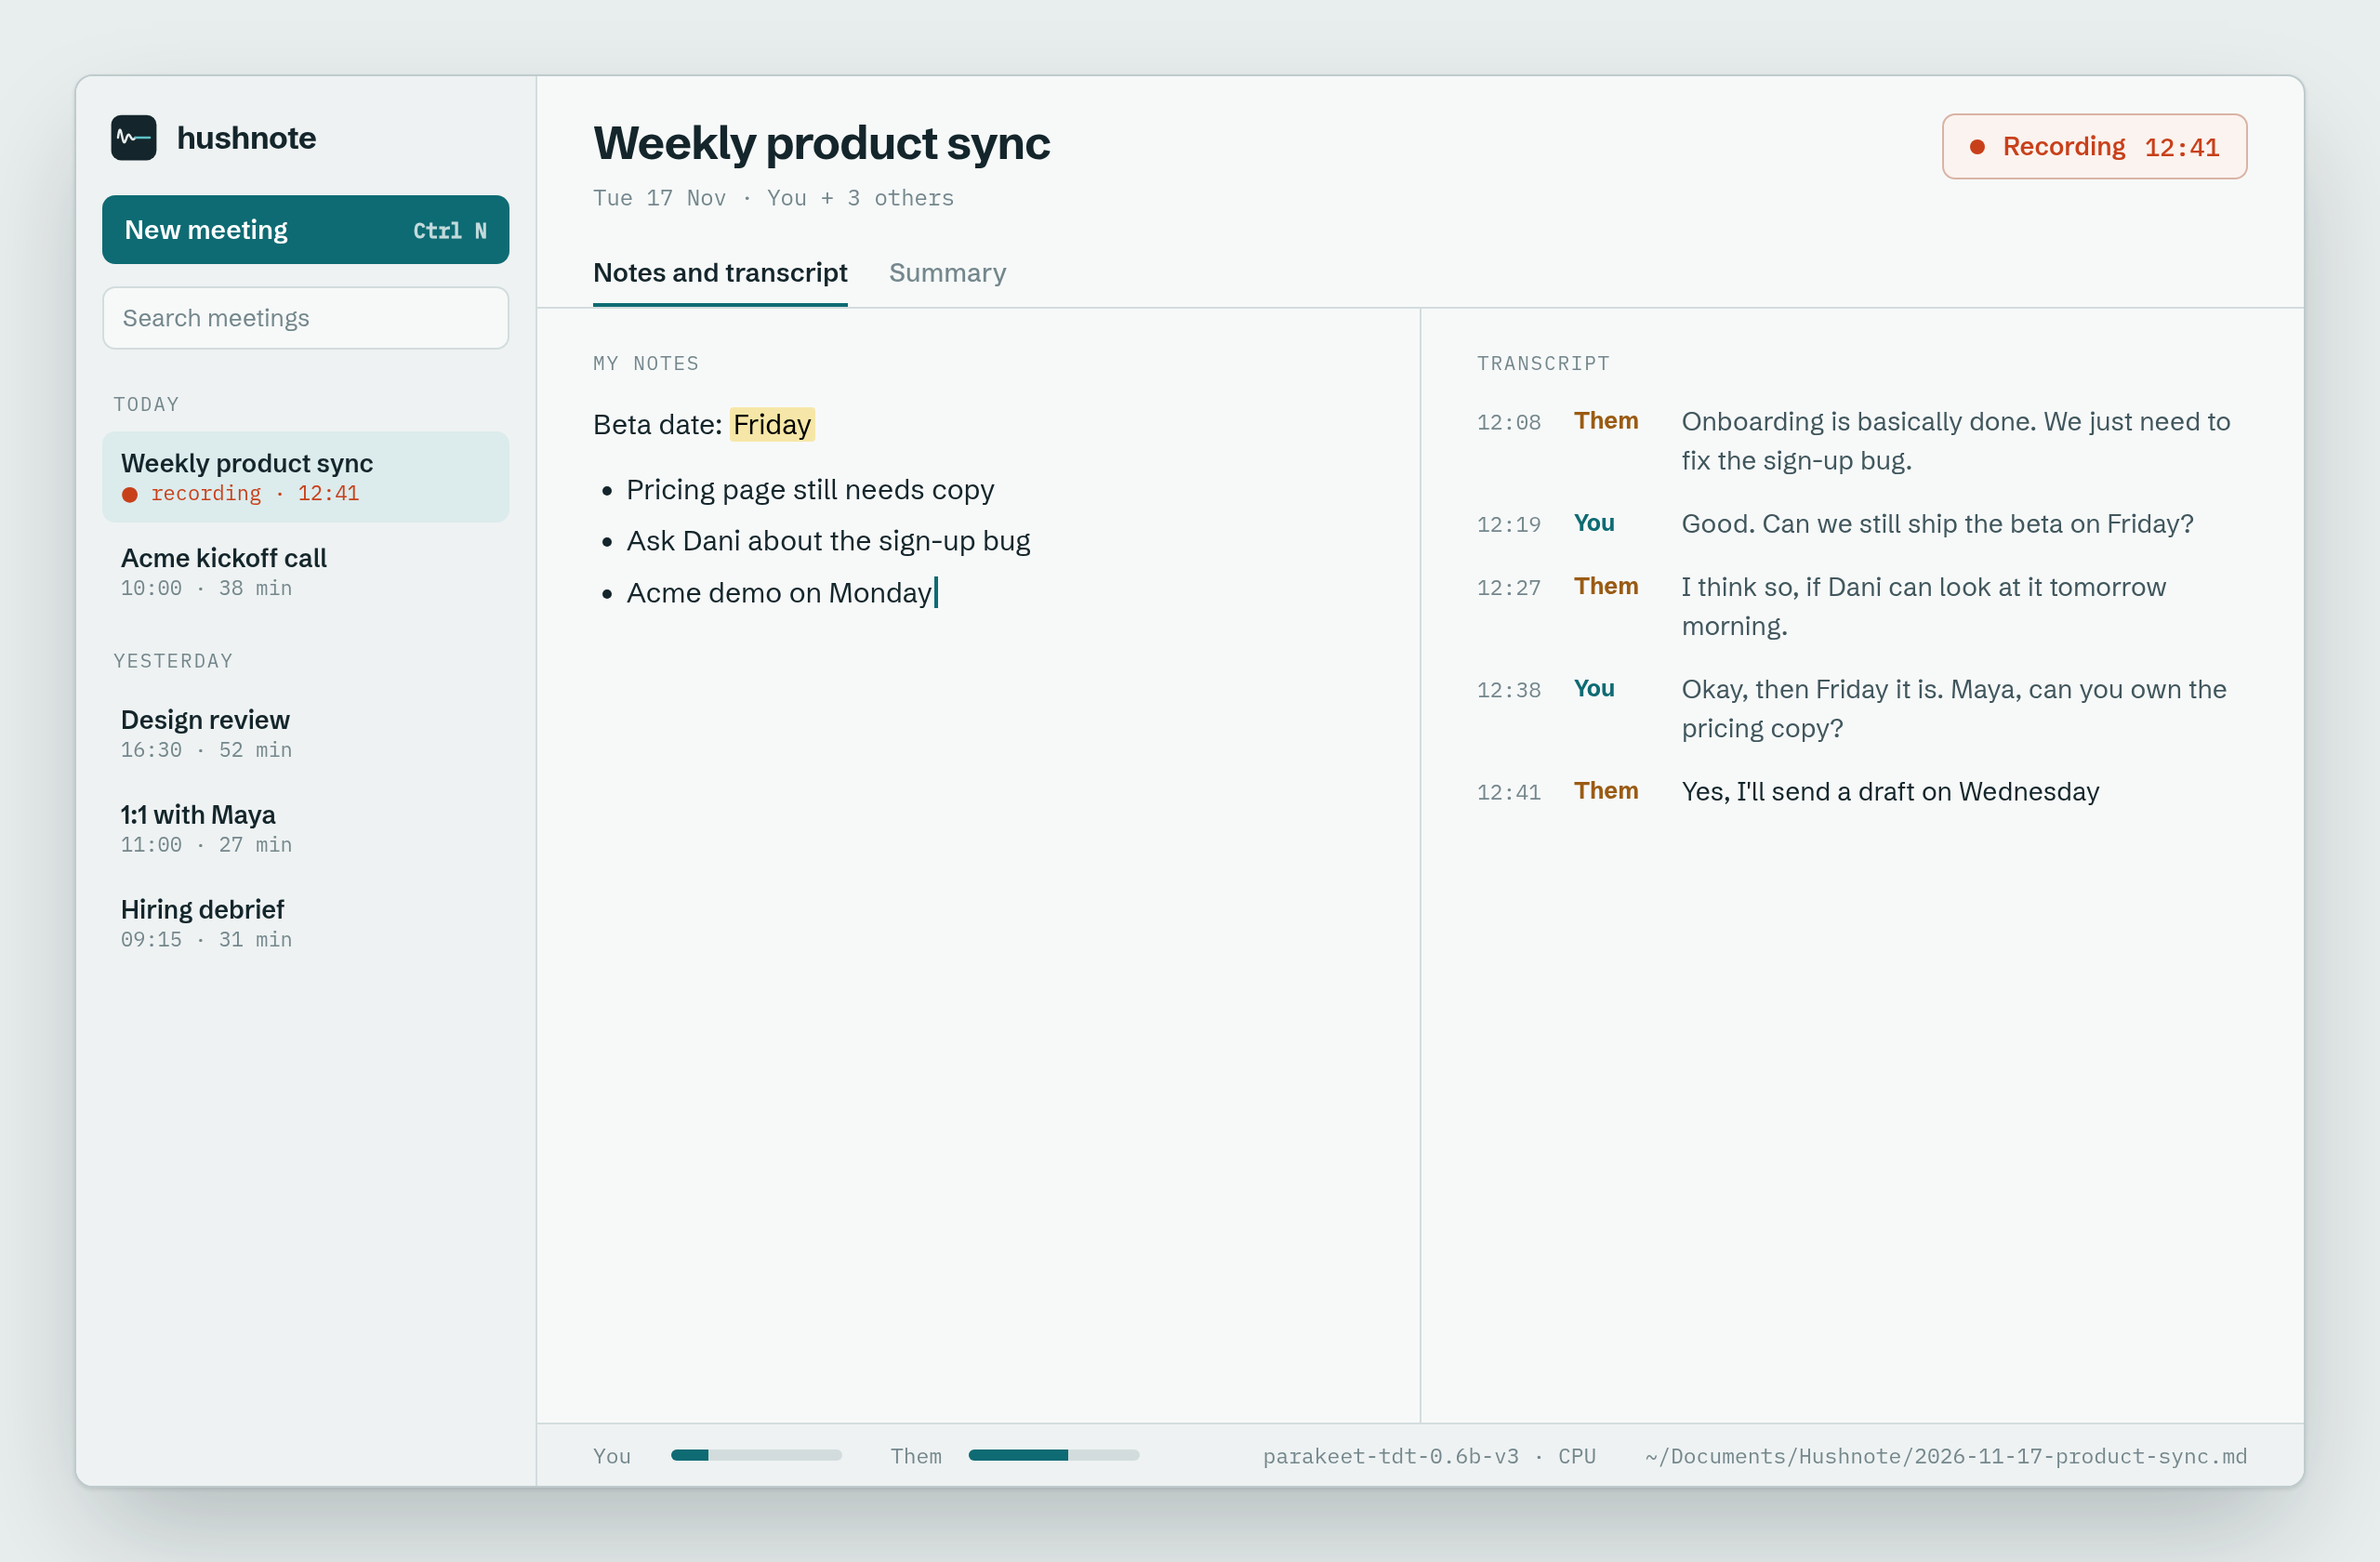 hushnote
New meeting Ctrl N
Search meetings
TODAY
Weekly product sync
recording · 12:41
Acme kickoff call
10:00 · 38 min
YESTERDAY
Design review
16:30 · 52 min
1:1 with Maya
11:00 · 27 min
Hiring debrief
09:15 · 31 min
Weekly product sync
Tue 17 Nov · You + 3 others
Recording 12:41
Notes and transcript Summary
MY NOTES
Beta date: Friday
• Pricing page still needs copy
• Ask Dani about the sign-up bug
• Acme demo on Monday
TRANSCRIPT
12:08 Them Onboarding is basically done. We just need to
fix the sign-up bug.
12:19 You Good. Can we still ship the beta on Friday?
12:27 Them I think so, if Dani can look at it tomorrow
morning.
12:38 You Okay, then Friday it is. Maya, can you own the
pricing copy?
12:41 Them Yes, I'll send a draft on Wednesday
You Them parakeet-tdt-0.6b-v3 · CPU ~/Documents/Hushnote/2026-11-17-product-sync.md